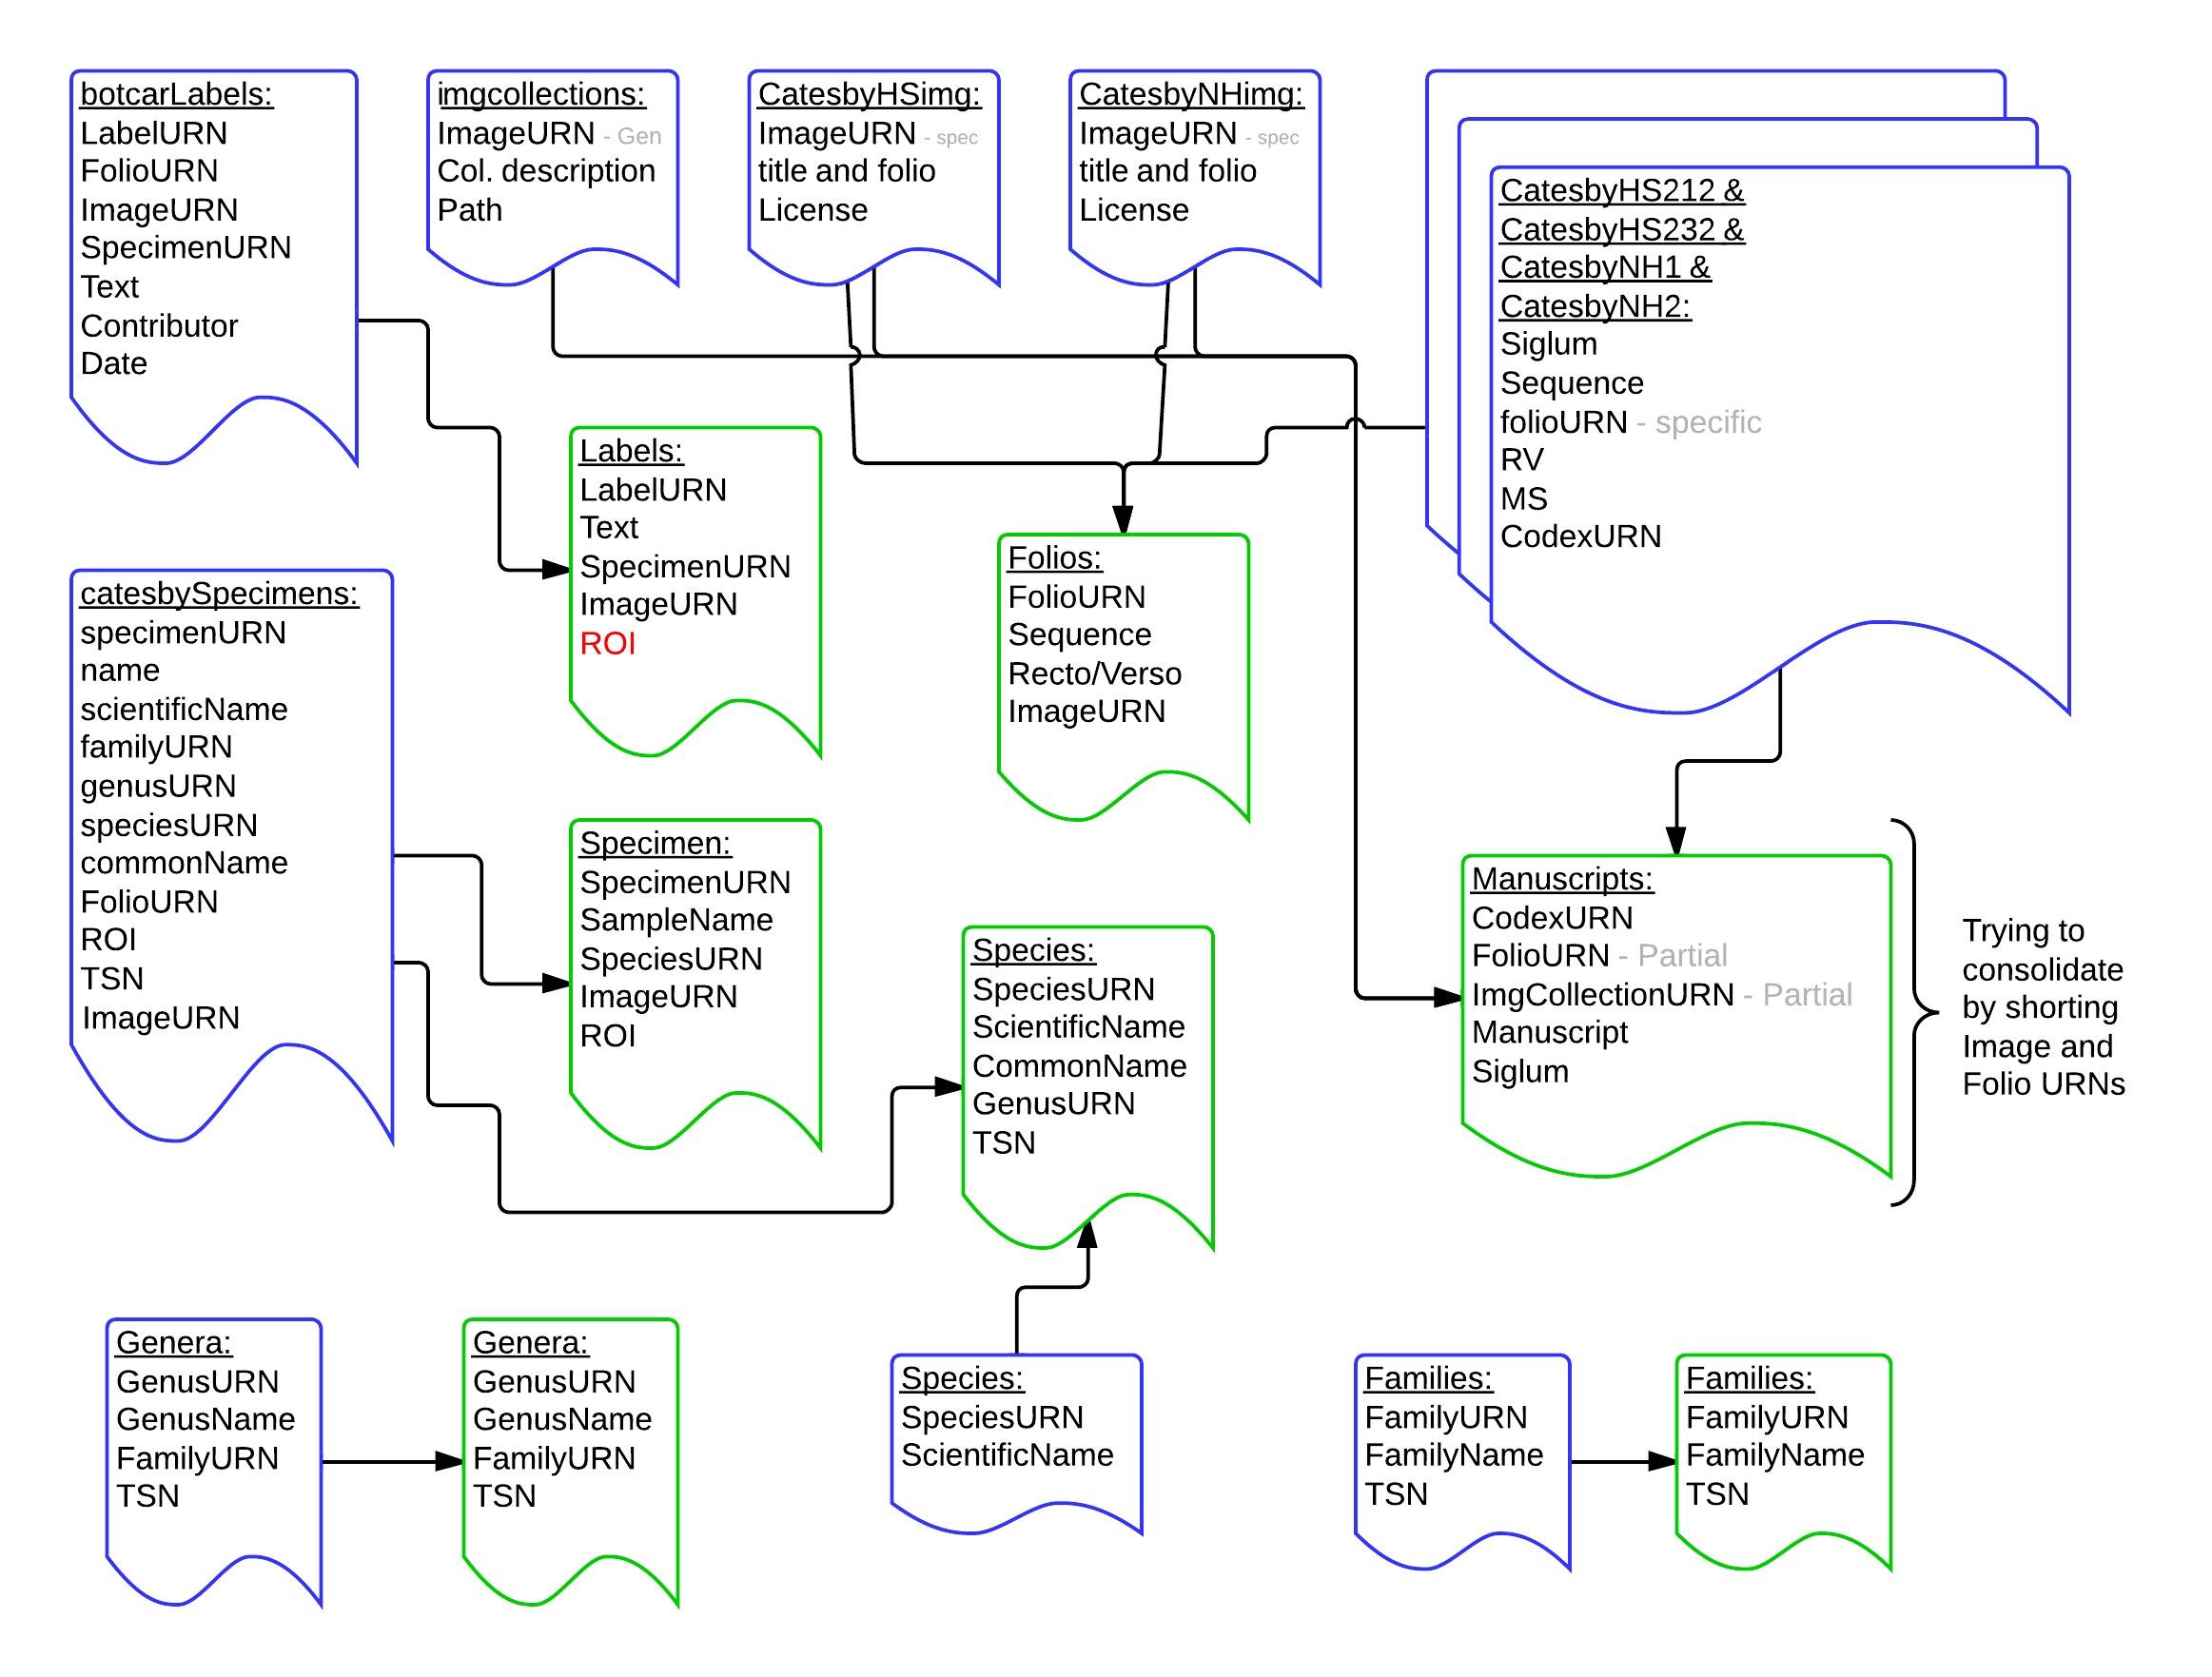 botcarLabels:
LabelURN
FolioURN
ImageURN
SpecimenURN
Text
Contributor
Date
imgcollections:
ImageURN - Gen
Col. description
Path
CatesbyHSimg:
ImageURN - spec
title and folio
License
CatesbyNHimg:
ImageURN - spec
title and folio
License
CatesbyHS212 &
CatesbyHS232 &
CatesbyNH1 &
CatesbyNH2:
Siglum
Sequence
folioURN - specific
RV
MS
CodexURN
Labels:
LabelURN
Text
SpecimenURN
ImageURN
ROI
Folios:
FolioURN
Sequence
Recto/Verso
ImageURN
catesbySpecimens:
specimenURN
name
scientificName
familyURN
genusURN
speciesURN
commonName
FolioURN
ROI
TSN
ImageURN
Specimen:
SpecimenURN
SampleName
SpeciesURN
ImageURN
ROI
Species:
SpeciesURN
ScientificName
CommonName
GenusURN
TSN
Manuscripts:
CodexURN
FolioURN - Partial
ImgCollectionURN - Partial
Manuscript
Siglum
Trying to
consolidate
by shorting
Image and
Folio URNs
Genera:
GenusURN
GenusName
FamilyURN
TSN
Genera:
GenusURN
GenusName
FamilyURN
TSN
Species:
SpeciesURN
ScientificName
Families:
FamilyURN
FamilyName
TSN
Families:
FamilyURN
FamilyName
TSN